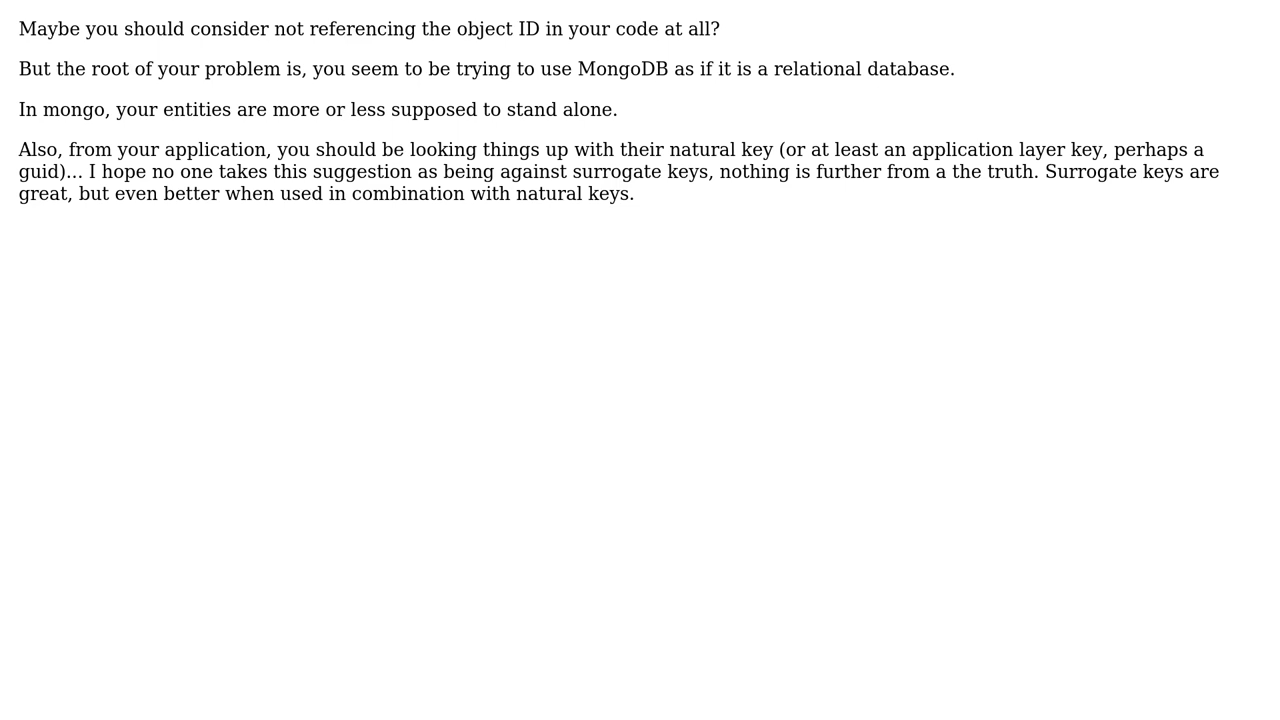 Maybe you should consider not referencing the object ID in your code at all?
But the root of your problem is, you seem to be trying to use MongoDB as if it is a relational database.
In mongo, your entities are more or less supposed to stand alone.
Also, from your application, you should be looking things up with their natural key (or at least an application layer key, perhaps a
guid)... I hope no one takes this suggestion as being against surrogate keys, nothing is further from a the truth. Surrogate keys are
great, but even better when used in combination with natural keys.